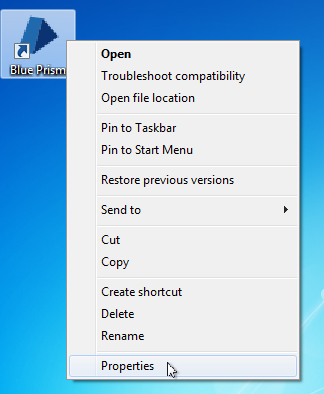 Blue Prism
Open
Troubleshoot compatibility
Open file location
Pin to Taskbar
Pin to Start Menu
Restore previous versions
Send to
Cut
Copy
Create shortcut
Delete
Rename
Properties